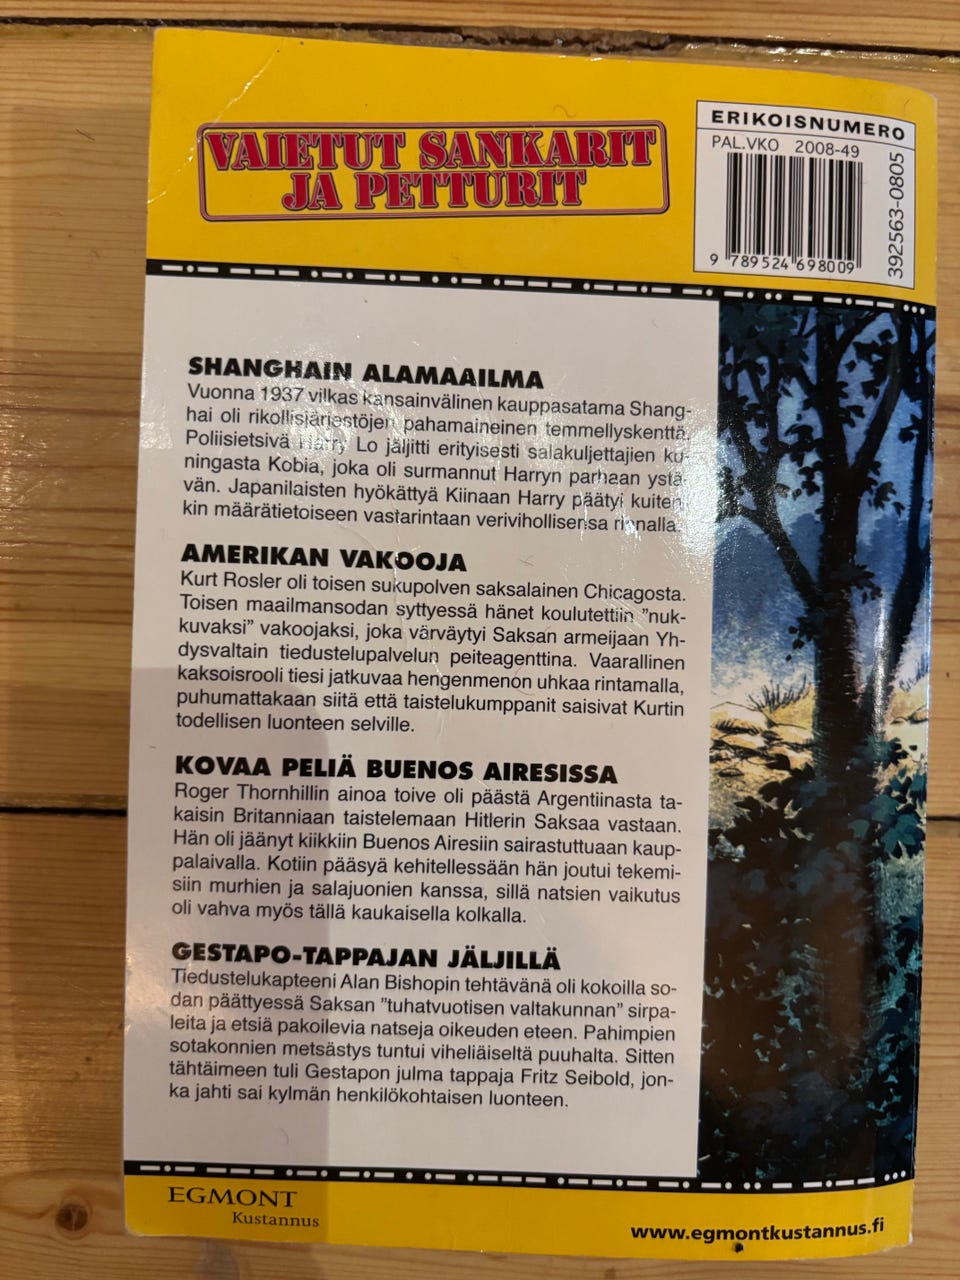 VAIETUT SANKARIT
JA PETTURIT
ERIKOISNUMERO
PAL.VKO 2008-49
9 789524 698009
392563-0805
SHANGHAIN ALAMAAILMA
Vuonna 1937 vilkas kansainvälinen kauppasatama Shang-
hai oli rikollisjärjestöjen pahamaineinen temmellyskenttä.
Poliisietsivä Harry Lo jäljitti erityisesti salakuljettajien ku-
ningasta Kobia, joka oli surmannut Harryn parhaan ystä-
vän. Japanilaisten hyökättyä Kiinaan Harry päätyi kuiten-
kin määrätietoiseen vastarintaan verivihollisensa rinnalla.
AMERIKAN VAKOOJA
Kurt Rosler oli toisen sukupolven saksalainen Chicagosta.
Toisen maailmansodan syttyessä hänet koulutettiin ”nuk-
kuvaksi” vakoojaksi, joka värväytyi Saksan armeijaan Yh-
dysvaltain tiedustelupalvelun peiteagenttina. Vaarallinen
kaksoisrooli tiesi jatkuvaa hengenmenon uhkaa rintamalla,
puhumattakaan siitä että taistelukumppanit saisivat Kurtin
todellisen luonteen selville.
KOVAA PELIÄ BUENOS AIRESISSA
Roger Thornhillin ainoa toive oli päästä Argentiinasta ta-
kaisin Britanniaan taistelemaan Hitlerin Saksaa vastaan.
Hän oli jäänyt kiikkiin Buenos Airesiin sairastuttuaan kaup-
palaivalla. Kotiin pääsyä kehitellessään hän joutui tekemi-
siin murhien ja salajuonien kanssa, sillä natsien vaikutus
oli vahva myös tällä kaukaisella kolkalla.
GESTAPO-TAPPAJAN JÄLJILLÄ
Tiedustelukapteeni Alan Bishopin tehtävänä oli kokoilla so-
dan päättyessä Saksan ”tuhatvuotisen valtakunnan” sirpa-
leita ja etsiä pakoilevia natseja oikeuden eteen. Pahimpien
sotakonnien metsästys tuntui viheliäiseltä puuhalta. Sitten
tähtäimeen tuli Gestapon julma tappaja Fritz Seibold, jon-
ka jahti sai kylmän henkilökohtaisen luonteen.
EGMONT
Kustannus
www.egmontkustannus.fi